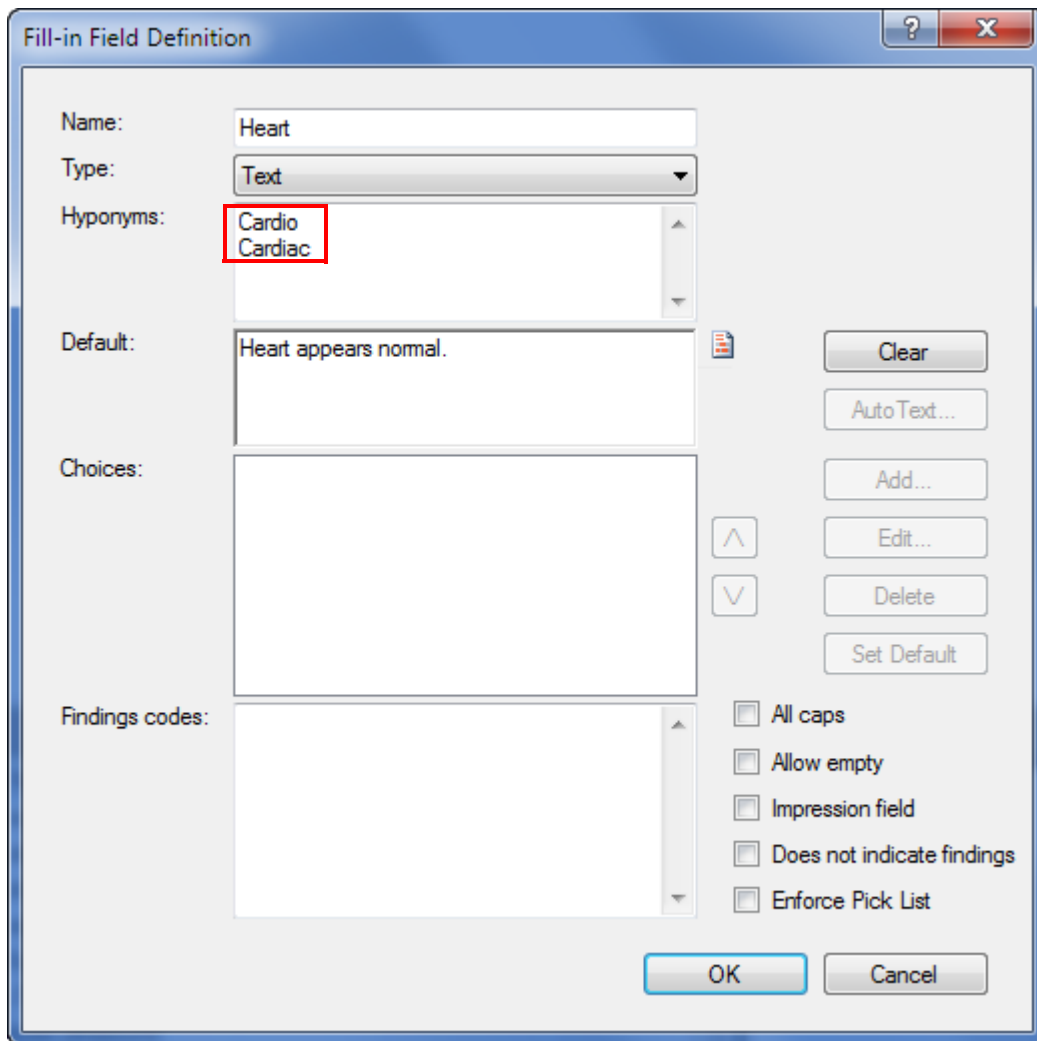 Fill-in Field Definition
?
X
Name:
Heart
Type:
Text
Hyponyms:
Cardio
Cardiac
Default:
Heart appears normal.
Clear
AutoText...
Choices:
Add...
Edit...
Delete
Set Default
Findings codes:
All caps
Allow empty
Impression field
Does not indicate findings
Enforce Pick List
OK
Cancel